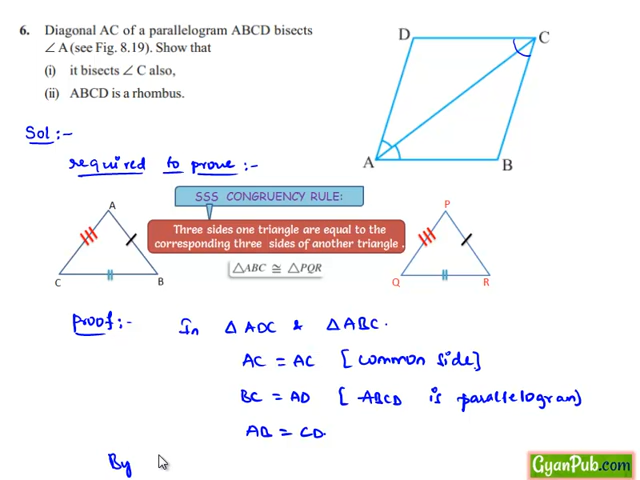 6. Diagonal AC of a parallelogram ABCD bisects
∠A (see Fig. 8.19). Show that
(i) it bisects ∠C also,
(ii) ABCD is a rhombus.
D
C
A
B
Sol :-
required to prove :-
SSS CONGRUENCY RULE:
Three sides one triangle are equal to the
corresponding three sides of another triangle.
△ABC ≅ △PQR
A
C
B
P
Q
R
Proof :- In △ ADC & △ ABC.
AC = AC [common side]
BC = AD [ABCD is parallelogram)
AB = CD.
By
GyanPub.com